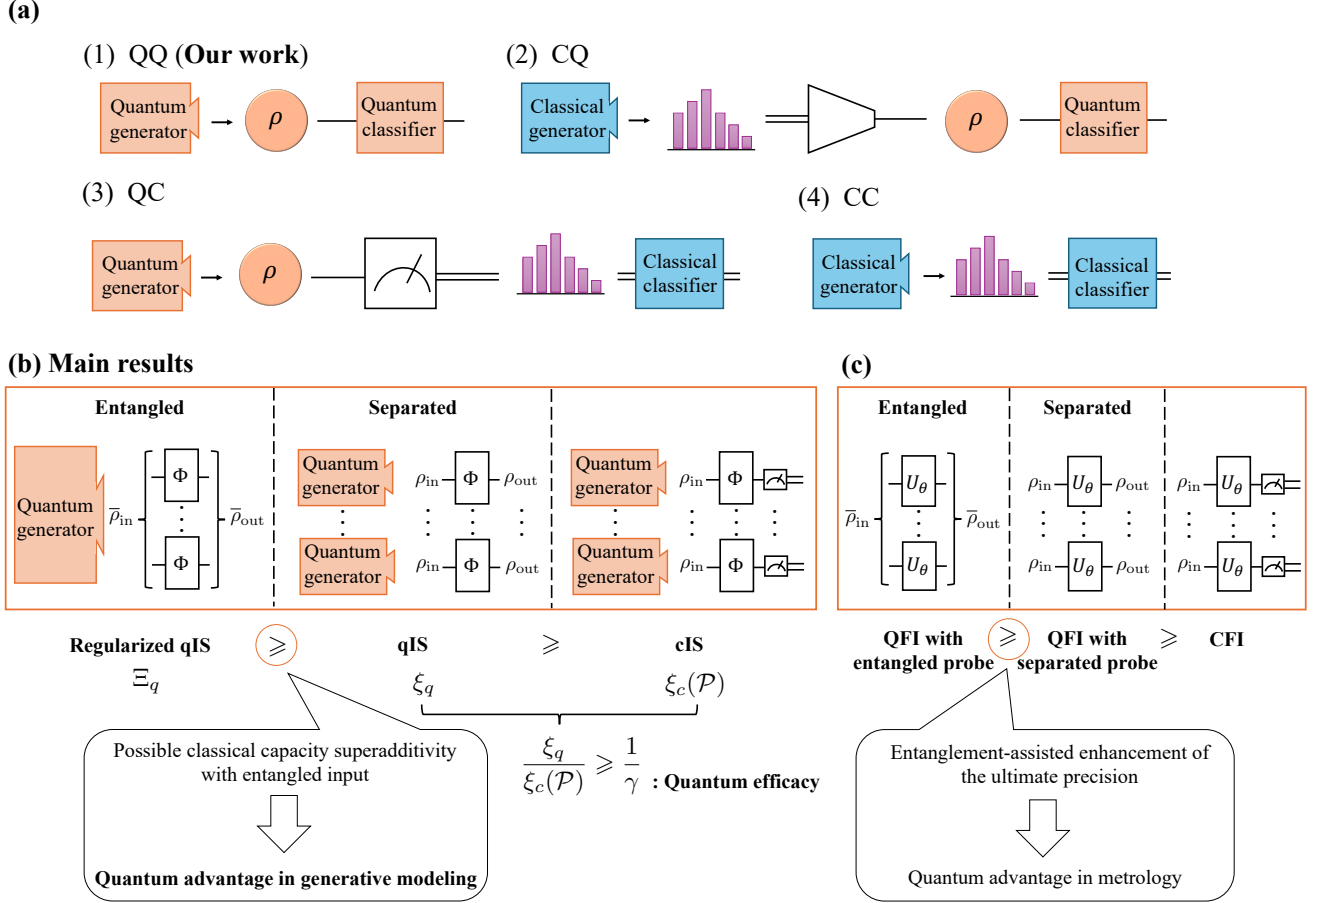 (a)
(1) QQ (Our work)
(2) CQ
Quantum
generator
ρ
Quantum
classifier
Classical
generator
ρ
Quantum
classifier
(3) QC
(4) CC
Quantum
generator
ρ
Classical
classifier
Classical
generator
Classical
classifier
(b) Main results
Entangled
Separated
Quantum
generator
ρ̅in
Φ
⋮
Φ
ρ̅out
Quantum
generator
ρin
Φ
ρout
⋮ ⋮ ⋮ ⋮
Quantum
generator
ρin
Φ
ρout
Quantum
generator
ρin
Φ
⋮ ⋮ ⋮ ⋮
Quantum
generator
ρin
Φ
Regularized qIS ⩾ qIS ⩾ cIS
Ξq ξq ξc(𝒫)
ξq / ξc(𝒫) ⩾ 1 / γ : Quantum efficacy
Possible classical capacity superadditivity
with entangled input
Quantum advantage in generative modeling
(c)
Entangled
Separated
ρ̅in
Uθ
⋮
Uθ
ρ̅out
ρin
Uθ
ρout
⋮ ⋮ ⋮
ρin
Uθ
ρout
ρin
Uθ
⋮ ⋮ ⋮
ρin
Uθ
QFI with ⩾ QFI with ⩾ CFI
entangled probe separated probe
Entanglement-assisted enhancement of
the ultimate precision
Quantum advantage in metrology